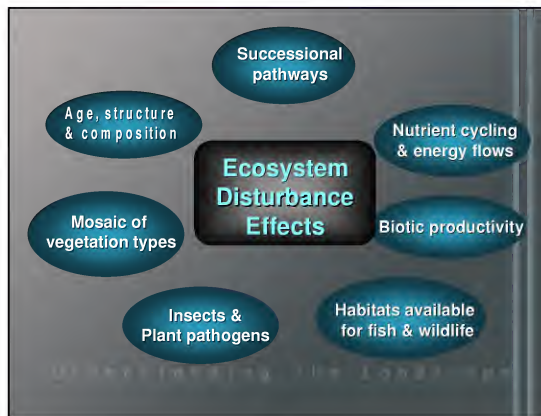 Successional
pathways
Age, structure
& composition
Nutrient cycling
& energy flows
Ecosystem
Disturbance
Effects
Mosaic of
vegetation types
Biotic productivity
Insects &
Plant pathogens
Habitats available
for fish & wildlife
the